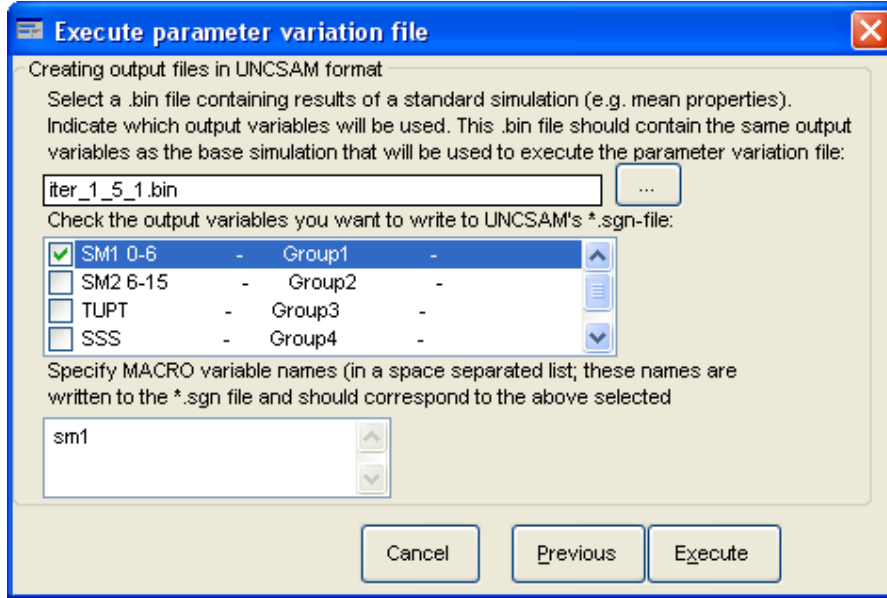 Execute parameter variation file
Creating output files in UNCSAM format
Select a .bin file containing results of a standard simulation (e.g. mean properties).
Indicate which output variables will be used. This .bin file should contain the same output
variables as the base simulation that will be used to execute the parameter variation file:
iter_1_5_1.bin ...
Check the output variables you want to write to UNCSAM's *.sgn-file:
SM1 0-6 - Group1 -
SM2 6-15 - Group2 -
TUPT - Group3 -
SSS - Group4 -
Specify MACRO variable names (in a space separated list; these names are
written to the *.sgn file and should correspond to the above selected
sm1
Cancel Previous Execute